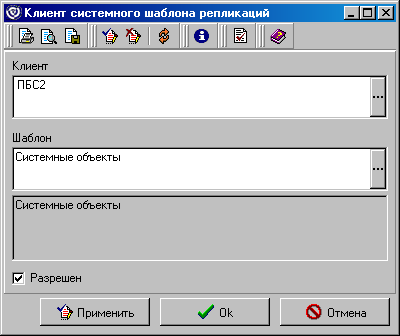 Клиент системного шаблона репликаций
Клиент
ПБС2
...
Шаблон
Системные объекты
...
Системные объекты
Разрешен
Применить
Ok
Отмена